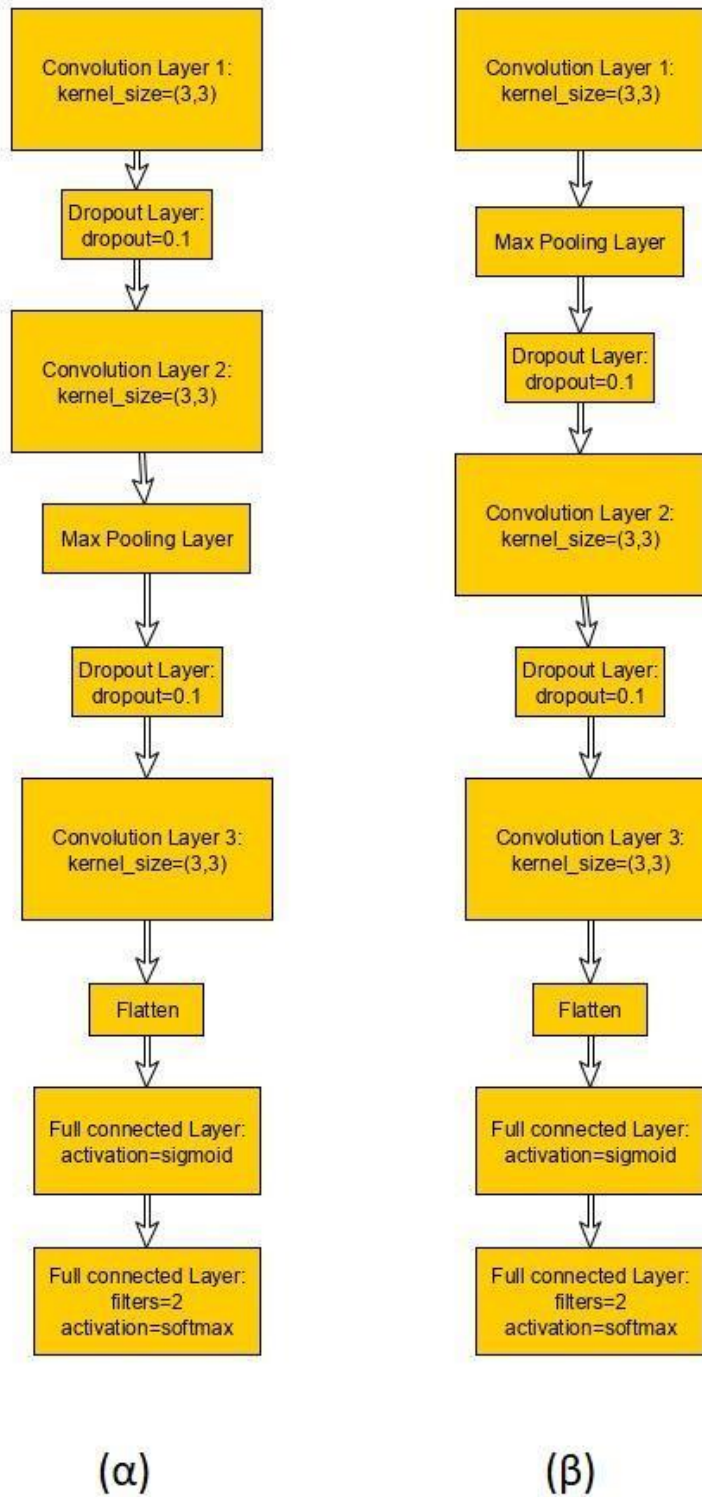 Convolution Layer 1:
kernel_size=(3,3)
Dropout Layer:
dropout=0.1
Convolution Layer 2:
kernel_size=(3,3)
Max Pooling Layer
Dropout Layer:
dropout=0.1
Convolution Layer 3:
kernel_size=(3,3)
Flatten
Full connected Layer:
activation=sigmoid
Full connected Layer:
filters=2
activation=softmax
(α)
Convolution Layer 1:
kernel_size=(3,3)
Max Pooling Layer
Dropout Layer:
dropout=0.1
Convolution Layer 2:
kernel_size=(3,3)
Dropout Layer:
dropout=0.1
Convolution Layer 3:
kernel_size=(3,3)
Flatten
Full connected Layer:
activation=sigmoid
Full connected Layer:
filters=2
activation=softmax
(β)